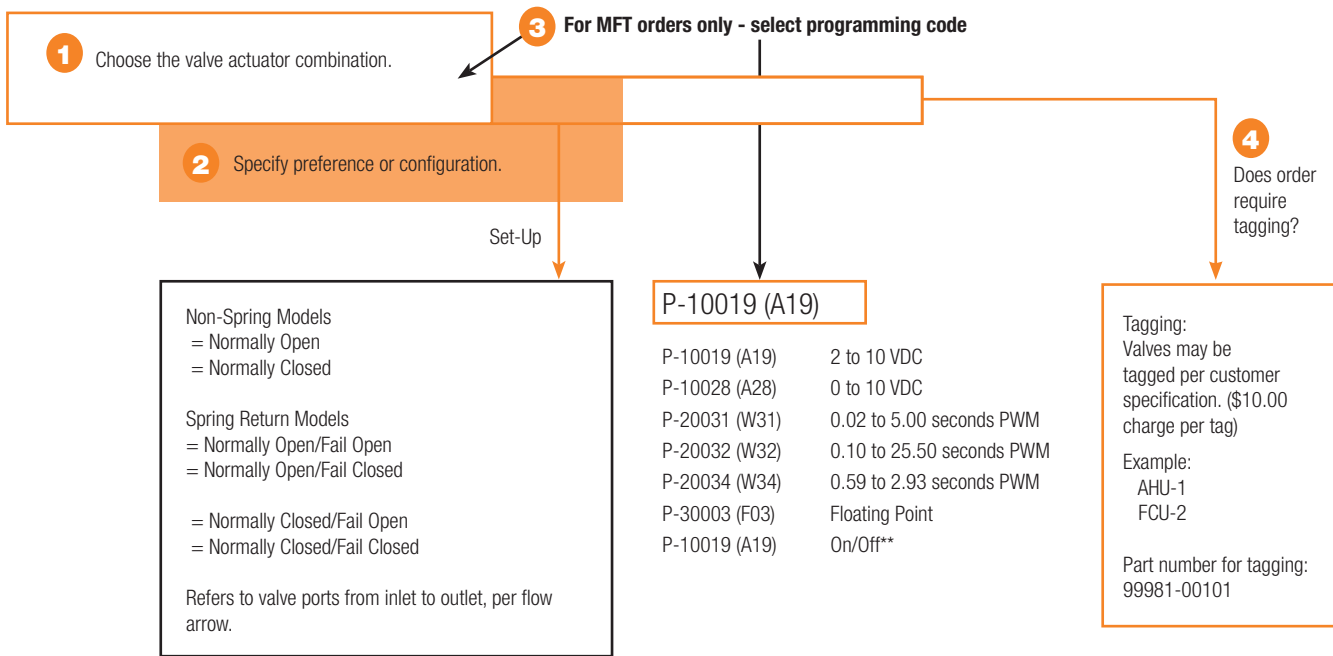 1 Choose the valve actuator combination.
3 For MFT orders only - select programming code
2 Specify preference or configuration.
4
Does order
require
tagging?
Set-Up
Non-Spring Models
= Normally Open
= Normally Closed
Spring Return Models
= Normally Open/Fail Open
= Normally Open/Fail Closed
= Normally Closed/Fail Open
= Normally Closed/Fail Closed
Refers to valve ports from inlet to outlet, per flow
arrow.
P-10019 (A19)
P-10019 (A19) 2 to 10 VDC
P-10028 (A28) 0 to 10 VDC
P-20031 (W31) 0.02 to 5.00 seconds PWM
P-20032 (W32) 0.10 to 25.50 seconds PWM
P-20034 (W34) 0.59 to 2.93 seconds PWM
P-30003 (F03) Floating Point
P-10019 (A19) On/Off**
Tagging:
Valves may be
tagged per customer
specification. ($10.00
charge per tag)
Example:
AHU-1
FCU-2
Part number for tagging:
99981-00101